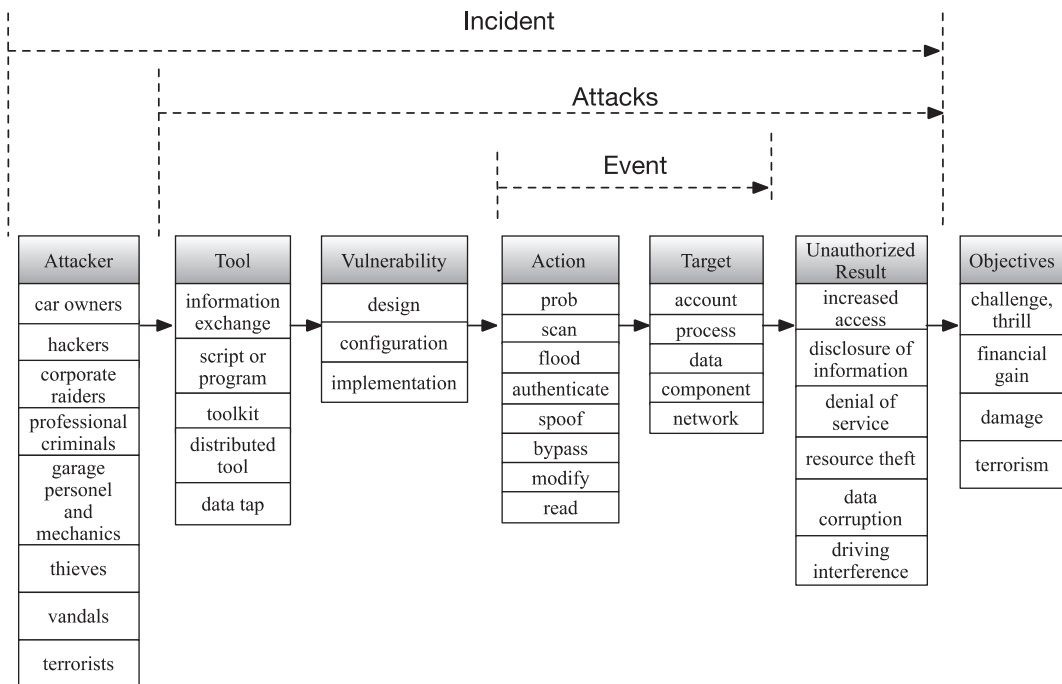 Incident
Attacks
Event
Attacker
car owners
hackers
corporate
raiders
professional
criminals
garage
personel
and
mechanics
thieves
vandals
terrorists
Tool
information
exchange
script or
program
toolkit
distributed
tool
data tap
Vulnerability
design
configuration
implementation
Action
prob
scan
flood
authenticate
spoof
bypass
modify
read
Target
account
process
data
component
network
Unauthorized
Result
increased
access
disclosure of
information
denial of
service
resource theft
data
corruption
driving
interference
Objectives
challenge,
thrill
financial
gain
damage
terrorism